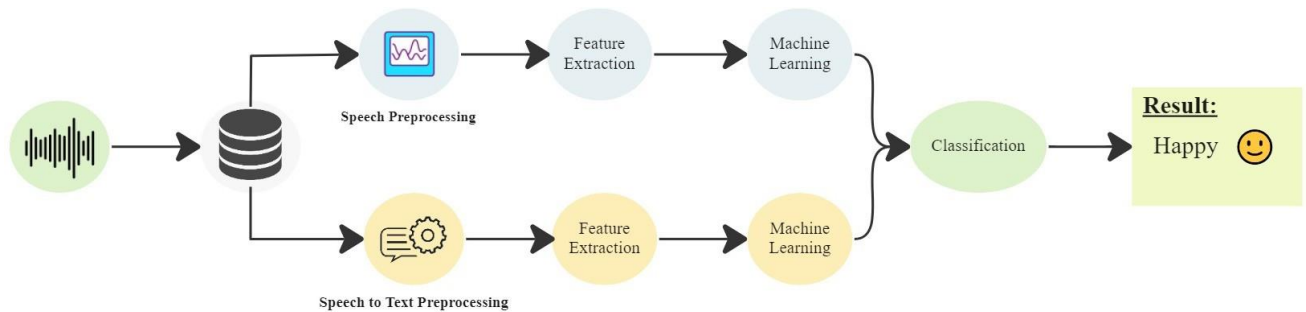 Feature
Extraction
Machine
Learning
Speech Preprocessing
Classification
Result:
Happy
Feature
Extraction
Machine
Learning
Speech to Text Preprocessing